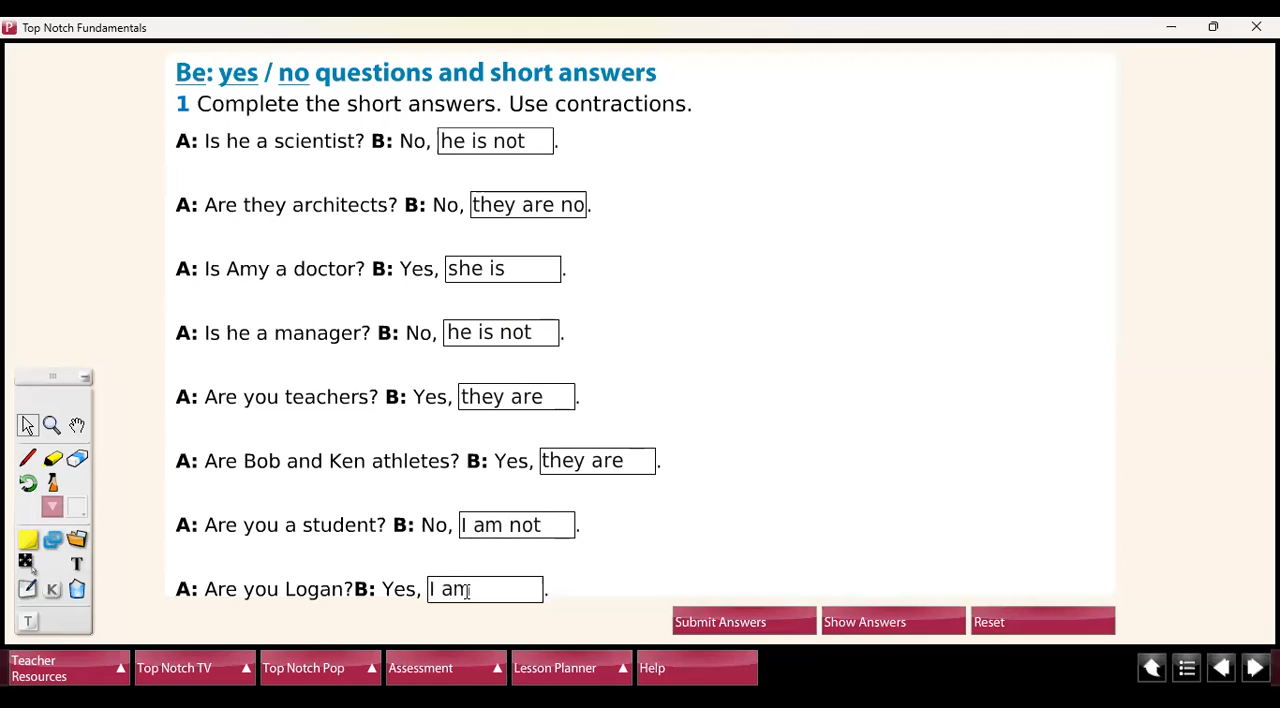 Top Notch Fundamentals
Be: yes / no questions and short answers
1 Complete the short answers. Use contractions.
A: Is he a scientist? B: No, he is not.
A: Are they architects? B: No, they are no.
A: Is Amy a doctor? B: Yes, she is.
A: Is he a manager? B: No, he is not.
A: Are you teachers? B: Yes, they are.
A: Are Bob and Ken athletes? B: Yes, they are.
A: Are you a student? B: No, I am not.
A: Are you Logan?B: Yes, I am.
T
K
T
Submit Answers Show Answers Reset
Teacher Resources Top Notch TV Top Notch Pop Assessment Lesson Planner Help